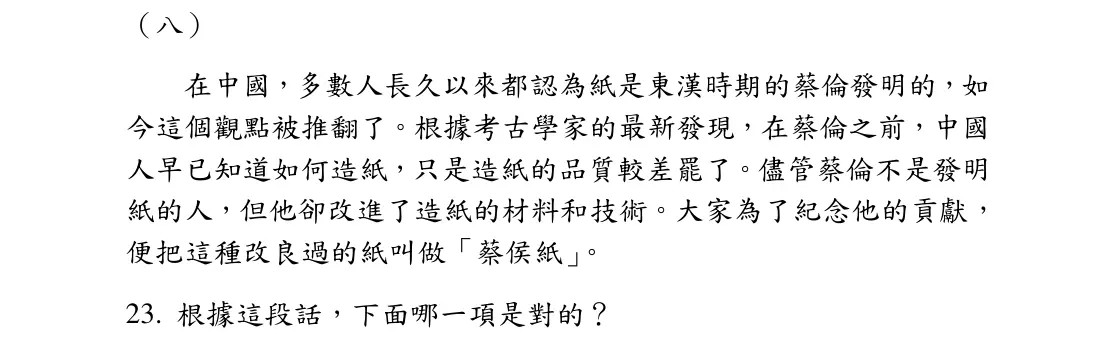 （八）
在中國，多數人長久以來都認為紙是東漢時期的蔡倫發明的，如
今這個觀點被推翻了。根據考古學家的最新發現，在蔡倫之前，中國
人早已知道如何造紙，只是造紙的品質較差罷了。儘管蔡倫不是發明
紙的人，但他卻改進了造紙的材料和技術。大家為了紀念他的貢獻，
便把這種改良過的紙叫做「蔡侯紙」。
23. 根據這段話，下面哪一項是對的？